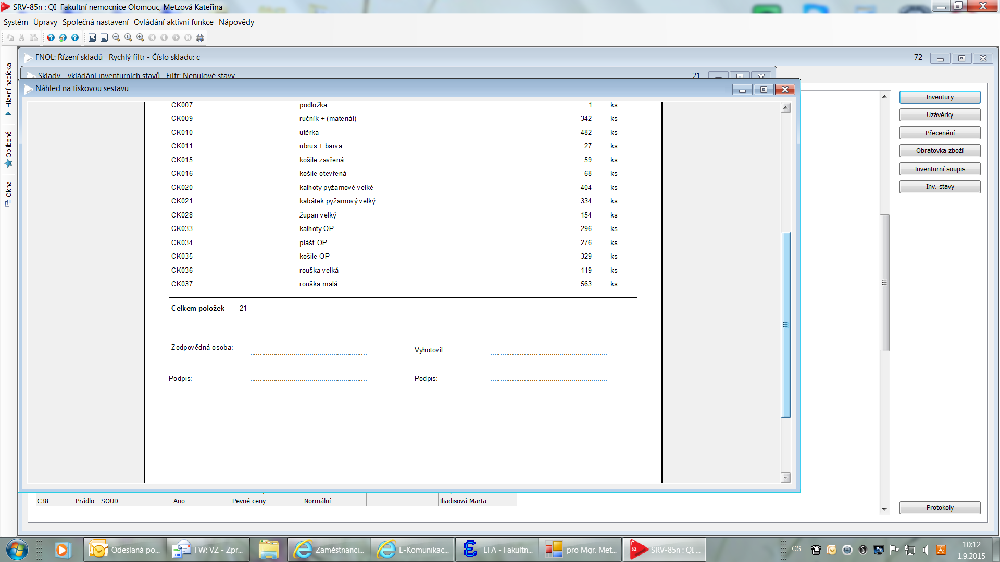 SRV-85n : QI Fakultní nemocnice Olomouc, Metzová Kateřina
Systém Úpravy Společná nastavení Ovládání aktivní funkce Nápovědy
Hlavní nabídka
Oblíbené
Okna
FNOL: Řízení skladů Rychlý filtr - Číslo skladu: c 72
Sklady - vkládání inventurních stavů Filtr: Nenulové stavy 21
Náhled na tiskovou sestavu
CK007 podložka 1 ks
CK009 ručník + (materiál) 342 ks
CK010 utěrka 482 ks
CK011 ubrus + barva 27 ks
CK015 košile zavřená 59 ks
CK016 košile otevřená 68 ks
CK020 kalhoty pyžamové velké 404 ks
CK021 kabátek pyžamový velký 334 ks
CK028 župan velký 154 ks
CK033 kalhoty OP 296 ks
CK034 plášť OP 276 ks
CK035 košile OP 329 ks
CK036 rouška velká 119 ks
CK037 rouška malá 563 ks
Celkem položek 21
Zodpovědná osoba: Vyhotovil :
Podpis: Podpis:
Inventury
Uzávěrky
Přecenění
Obratovka zboží
Inventurní soupis
Inv. stavy
Protokoly
C38 Prádlo - SOUD Ano Pevné ceny Normální Iliadisová Marta
Odeslaná po... FW: VZ - Zpr... Zaměstnanci... E-Komunikac... EFA - Fakultn... pro Mgr. Met... SRV-85n : QI ... CS 10:12
1.9.2015